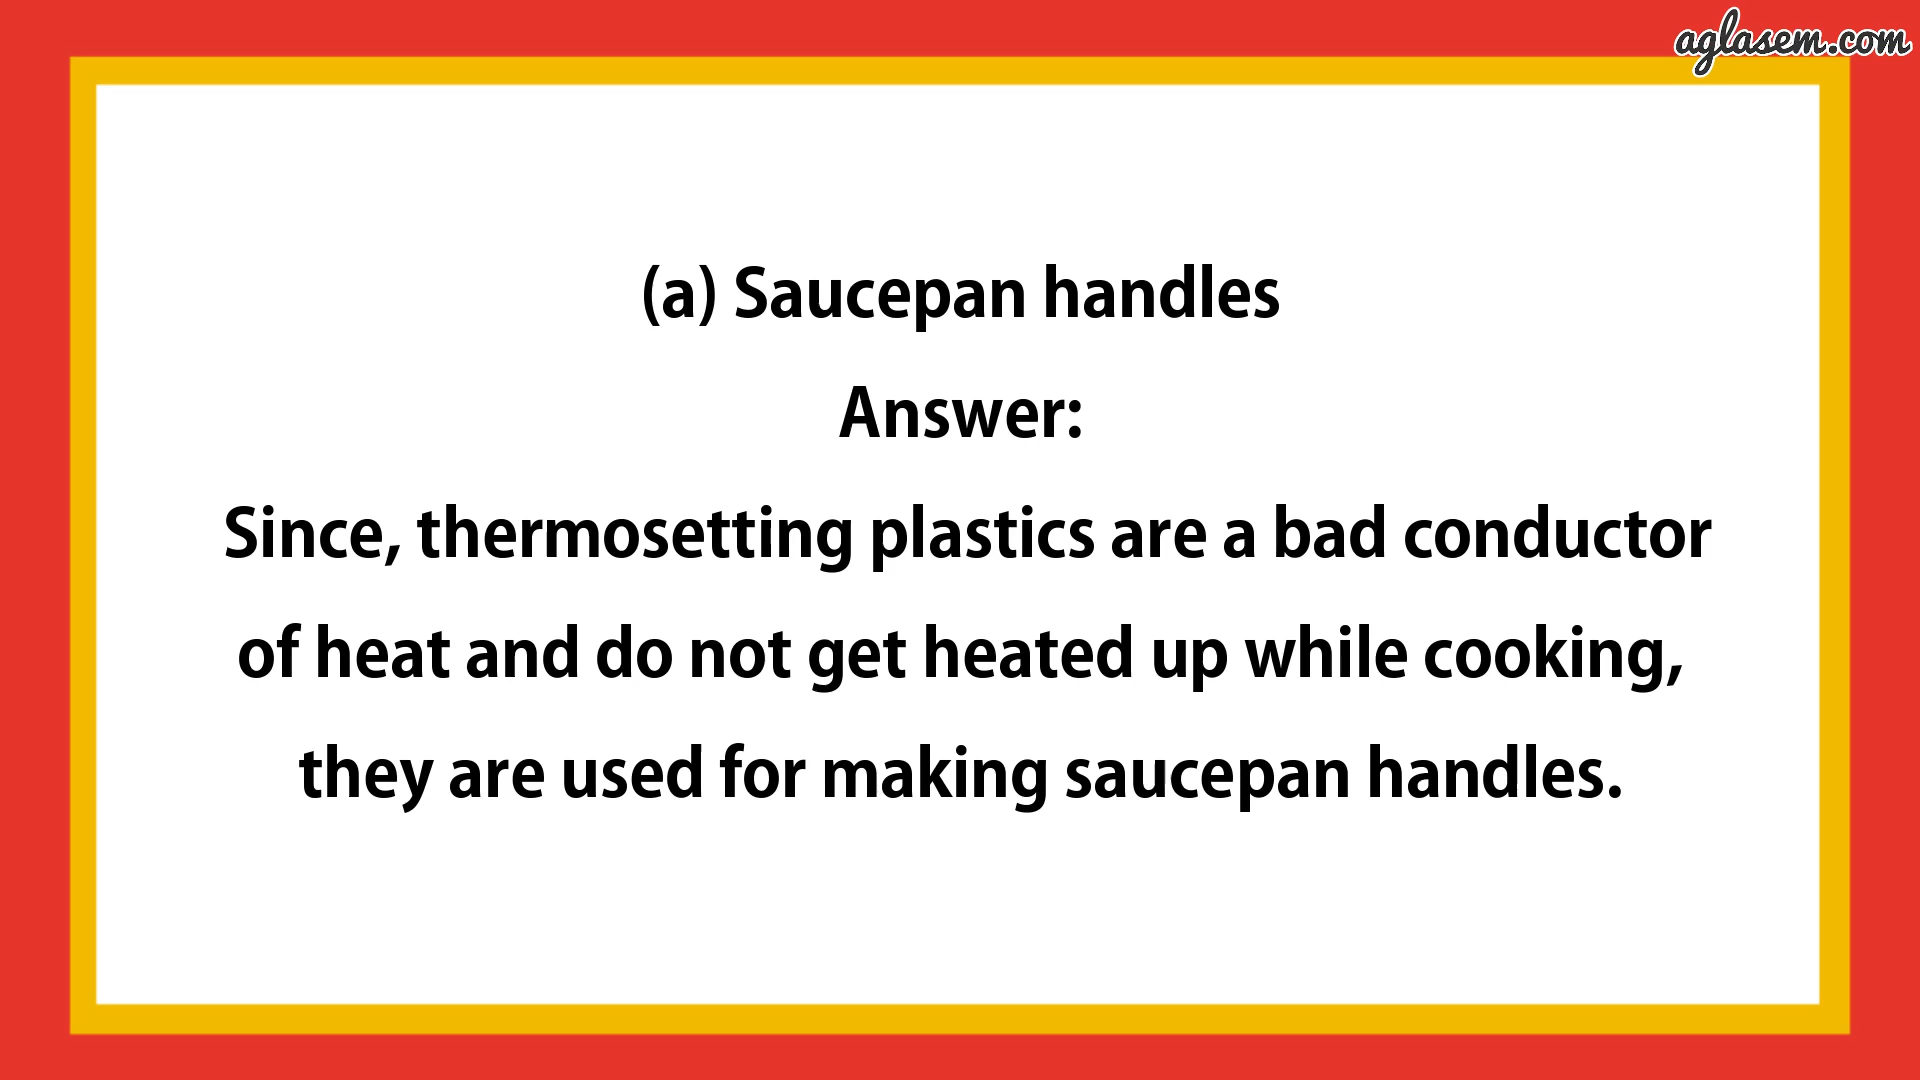 aglasem.com
(a) Saucepan handles
Answer:
Since, thermosetting plastics are a bad conductor
of heat and do not get heated up while cooking,
they are used for making saucepan handles.